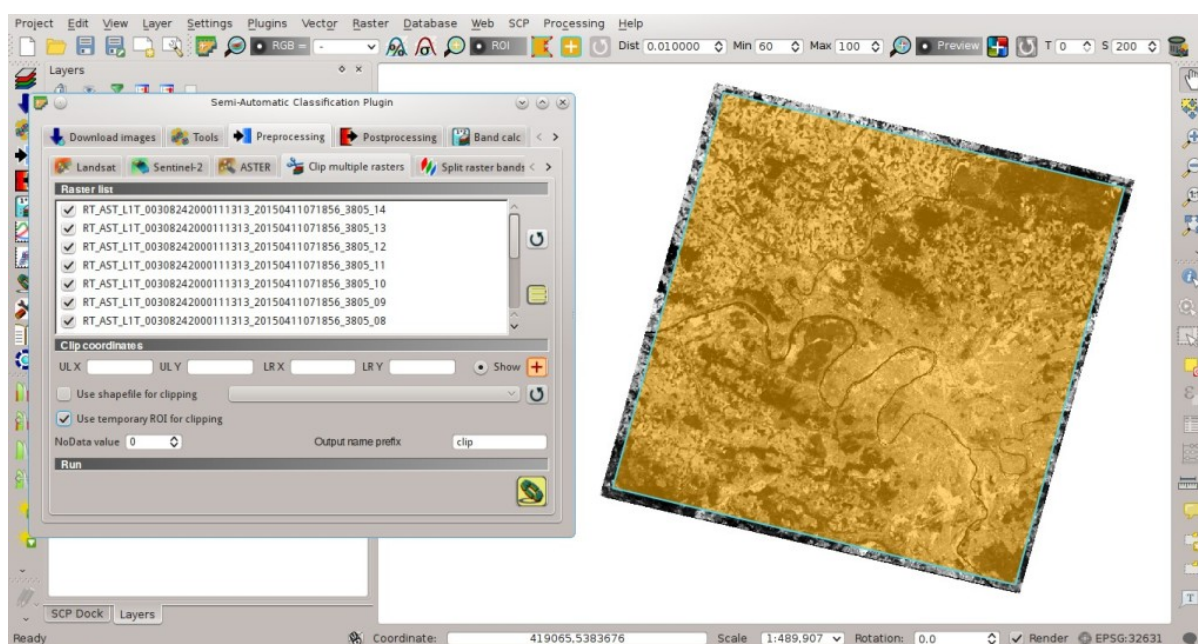 Project Edit View Layer Settings Plugins Vector Raster Database Web SCP Processing Help
RGB = - ROI Dist 0.010000 Min 60 Max 100 Preview T 0 S 200
Layers
Semi-Automatic Classification Plugin
Download images Tools Preprocessing Postprocessing Band calc
Landsat Sentinel-2 ASTER Clip multiple rasters Split raster bands
Raster list
RT_AST_L1T_00308242000111313_20150411071856_3805_14
RT_AST_L1T_00308242000111313_20150411071856_3805_13
RT_AST_L1T_00308242000111313_20150411071856_3805_12
RT_AST_L1T_00308242000111313_20150411071856_3805_11
RT_AST_L1T_00308242000111313_20150411071856_3805_10
RT_AST_L1T_00308242000111313_20150411071856_3805_09
RT_AST_L1T_00308242000111313_20150411071856_3805_08
Clip coordinates
UL X UL Y LR X LR Y Show
Use shapefile for clipping
Use temporary ROI for clipping
NoData value 0 Output name prefix clip
Run
SCP Dock Layers
Ready Coordinate: 419065,5383676 Scale 1:489,907 Rotation: 0.0 Render EPSG:32631